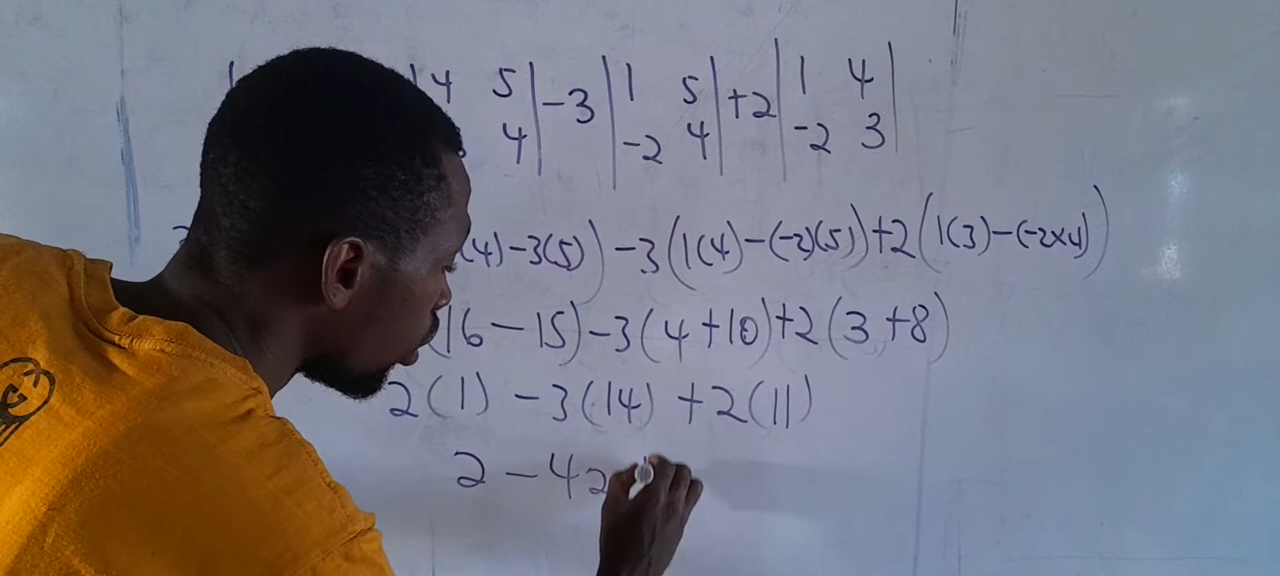 | 4 5 | -3 | 1 5 | +2 | 1 4 |
4 | -2 4 | -2 3 |
(4) - 3(5)) - 3(1(4) - (-2)(5)) + 2(1(3) - (-2×4))
(16 - 15) - 3(4 + 10) + 2(3 + 8)
2(1) - 3(14) + 2(11)
2 - 42